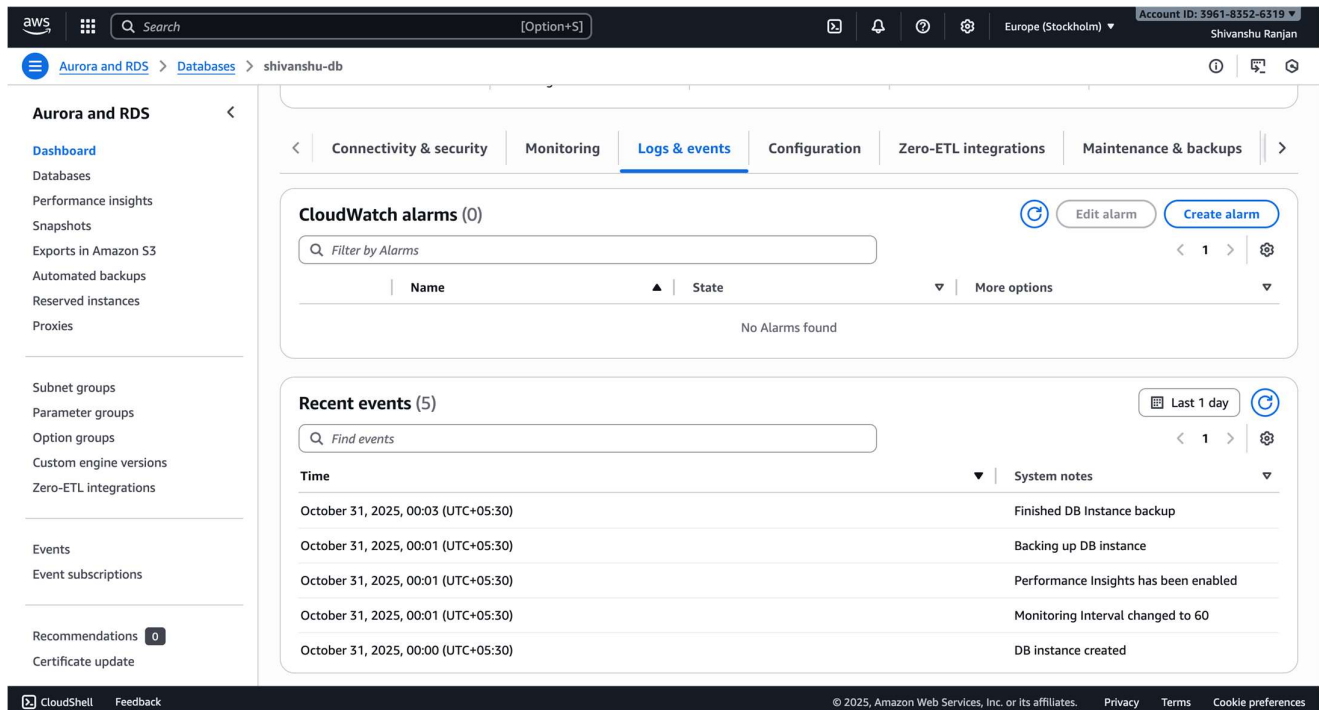 aws
Search [Option+S]
Europe (Stockholm) ▼
Account ID: 3961-8352-6319 ▼
Shivanshu Ranjan
Aurora and RDS > Databases > shivanshu-db
Aurora and RDS
Dashboard
Databases
Performance insights
Snapshots
Exports in Amazon S3
Automated backups
Reserved instances
Proxies
Subnet groups
Parameter groups
Option groups
Custom engine versions
Zero-ETL integrations
Events
Event subscriptions
Recommendations 0
Certificate update
Connectivity & security Monitoring Logs & events Configuration Zero-ETL integrations Maintenance & backups
CloudWatch alarms (0)
Edit alarm Create alarm
Filter by Alarms
1
Name State More options
No Alarms found
Recent events (5)
Last 1 day
Find events
1
Time System notes
October 31, 2025, 00:03 (UTC+05:30) Finished DB Instance backup
October 31, 2025, 00:01 (UTC+05:30) Backing up DB instance
October 31, 2025, 00:01 (UTC+05:30) Performance Insights has been enabled
October 31, 2025, 00:01 (UTC+05:30) Monitoring Interval changed to 60
October 31, 2025, 00:00 (UTC+05:30) DB instance created
CloudShell Feedback © 2025, Amazon Web Services, Inc. or its affiliates. Privacy Terms Cookie preferences